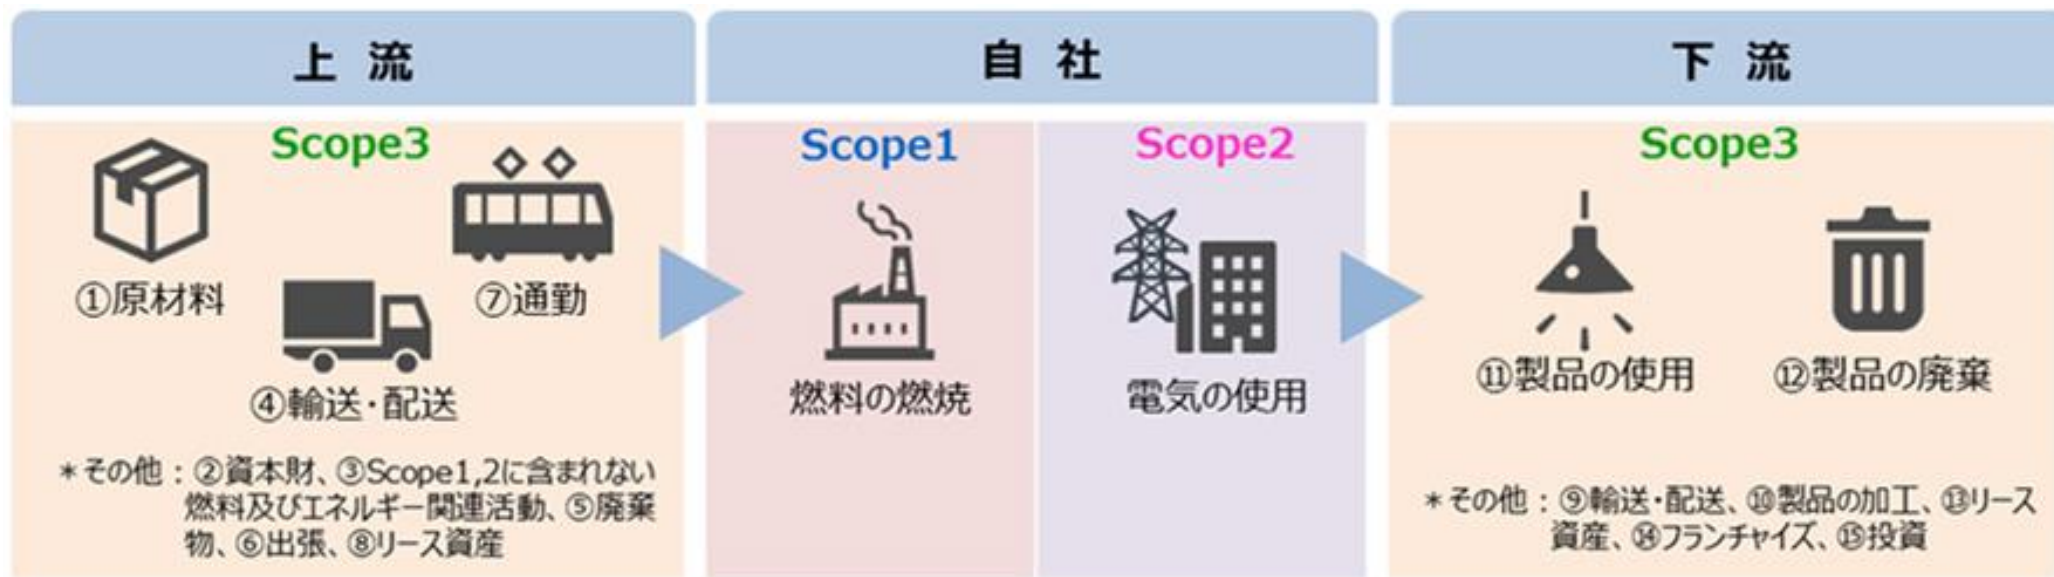 上 流
自 社
下 流
Scope3
①原材料
④輸送・配送
⑦通勤
＊その他：②資本財、③Scope1,2に含まれない
燃料及びエネルギー関連活動、⑤廃棄
物、⑥出張、⑧リース資産
Scope1
燃料の燃焼
Scope2
電気の使用
Scope3
⑪製品の使用
⑫製品の廃棄
＊その他：⑨輸送・配送、⑩製品の加工、⑬リース
資産、⑭フランチャイズ、⑮投資